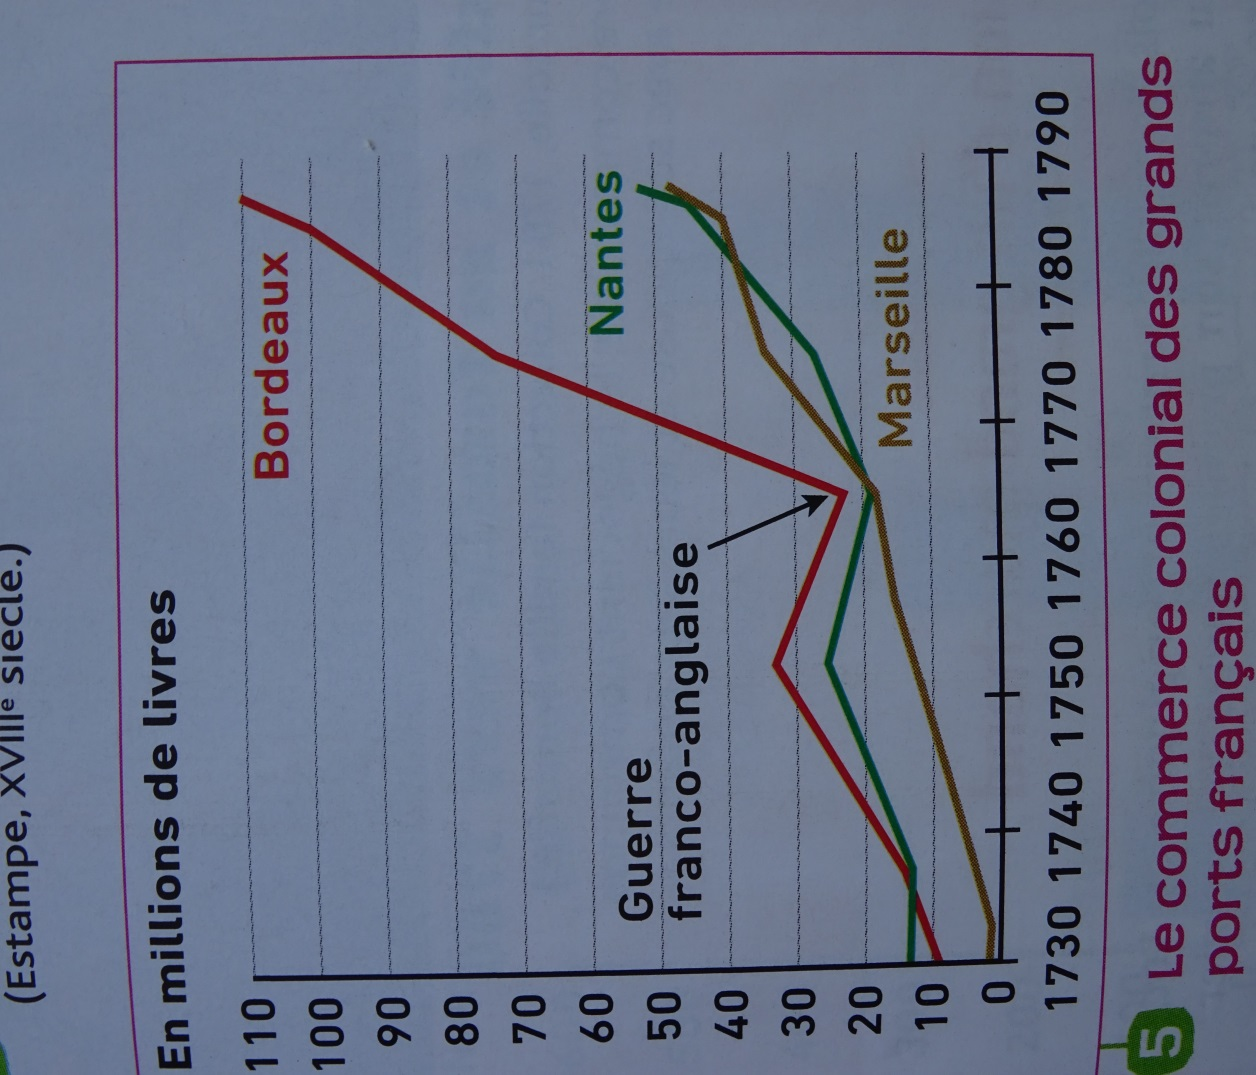 (Estampe, XVIIIe siècle.)
En millions de livres
110
100
90
80
70
60
50
40
30
20
10
0
Bordeaux
Nantes
Marseille
Guerre
franco-anglaise
1730 1740 1750 1760 1770 1780 1790
5 Le commerce colonial des grands
ports français